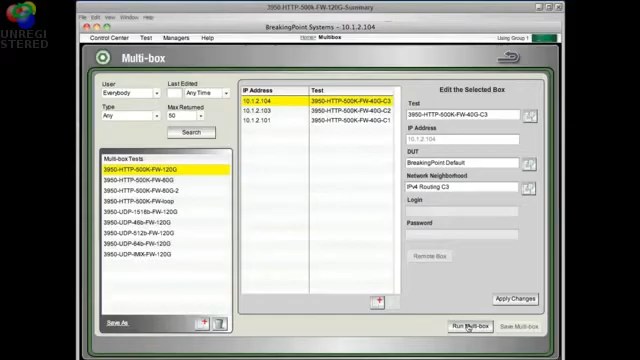 UNREGI
STERED
3950-HTTP-500k-FW-120G-Summary
Edit View Window Help
BreakingPoint Systems – 10.1.2.104
Control Center Test Managers Help
Multibox
Using Group 1
Multi-box
User
Everybody
Last Edited
Any Time
Type
Any
Max Returned
50
Search
Multi-box Tests
3950-HTTP-500K-FW-120G
3950-HTTP-500K-FW-80G
3950-HTTP-500K-FW-80G-2
3950-HTTP-500K-FW-loop
3950-UDP-1518b-FW-120G
3950-UDP-46b-FW-120G
3950-UDP-512b-FW-120G
3950-UDP-64b-FW-120G
3950-UDP-IMIX-FW-120G
Save As
IP Address Test
10.1.2.104 3950-HTTP-500K-FW-40G-C3
10.1.2.103 3950-HTTP-500K-FW-40G-C2
10.1.2.101 3950-HTTP-500K-FW-40G-C1
Edit the Selected Box
Test
3950-HTTP-500K-FW-40G-C3
IP Address
10.1.2.104
DUT
BreakingPoint Default
Network Neighborhood
IPv4 Routing C3
Login
Password
Remote Box
Apply Changes
Run Multi-box
Save Multi-box